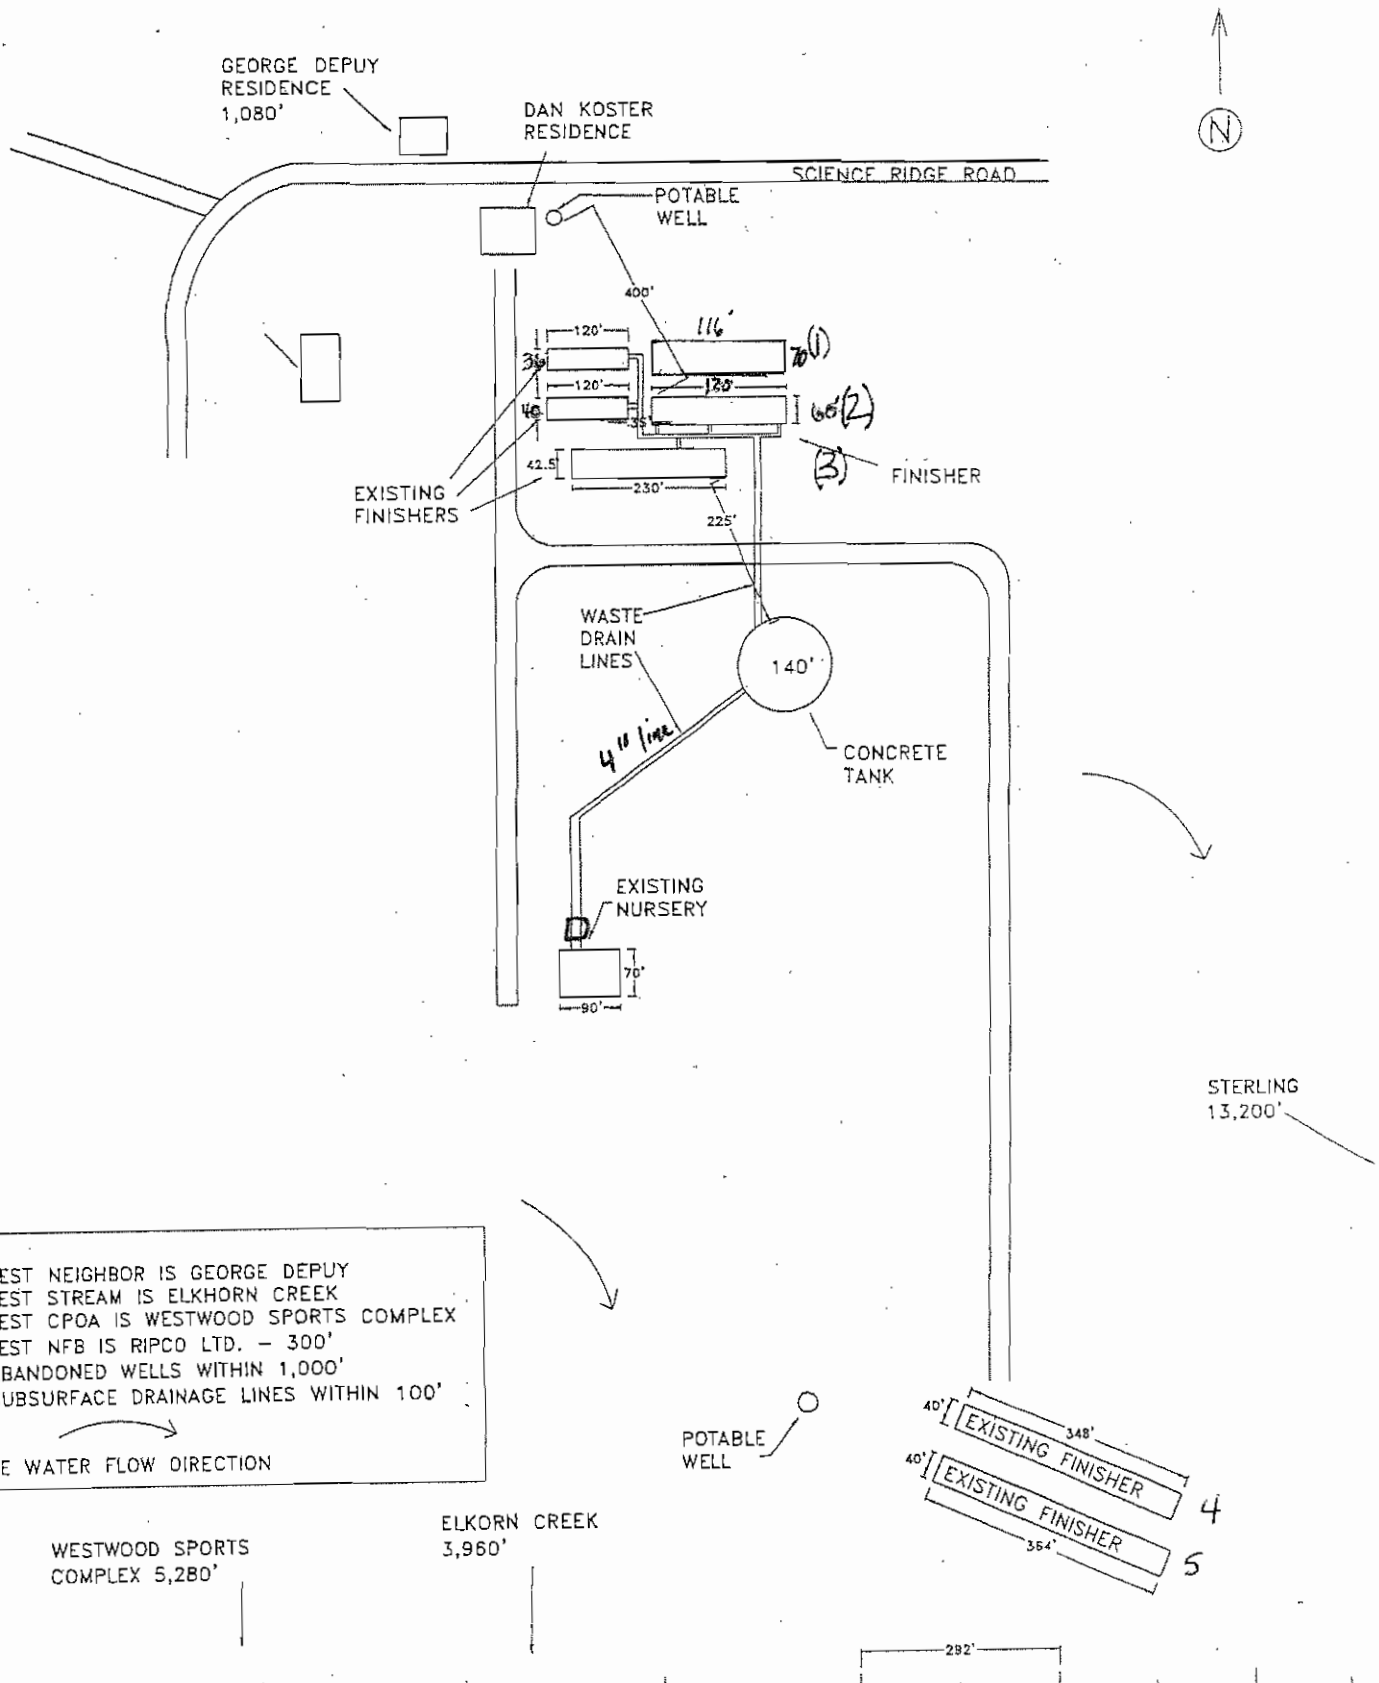 GEORGE DEPUY
RESIDENCE
1,080'
DAN KOSTER
RESIDENCE
N
SCIENCE RIDGE ROAD
POTABLE
WELL
400'
120'
116'
36
70'(1)
120'
40
60'(2)
35'
(3)
FINISHER
42.5'
230'
EXISTING
FINISHERS
225'
WASTE
DRAIN
LINES
140'
4" line
CONCRETE
TANK
EXISTING
NURSERY
D
70'
90'
STERLING
13,200'
EST NEIGHBOR IS GEORGE DEPUY
EST STREAM IS ELKHORN CREEK
EST CPOA IS WESTWOOD SPORTS COMPLEX
EST NFB IS RIPCO LTD. – 300'
BANDONED WELLS WITHIN 1,000'
UBSURFACE DRAINAGE LINES WITHIN 100'
E WATER FLOW DIRECTION
POTABLE
WELL
40'
348'
EXISTING FINISHER
4
40'
EXISTING FINISHER
364'
5
WESTWOOD SPORTS
COMPLEX 5,280'
ELKORN CREEK
3,960'
292'